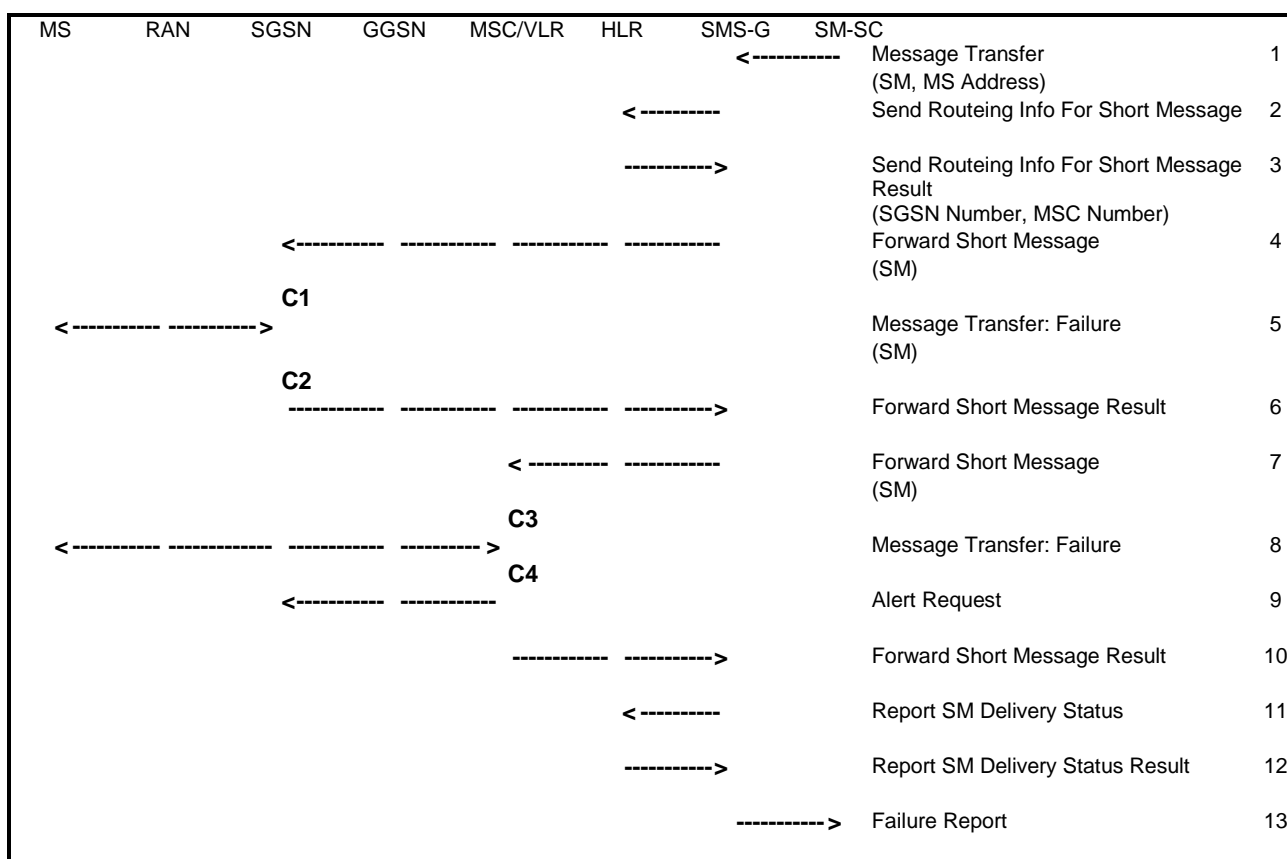 MS RAN SGSN GGSN MSC/VLR HLR SMS-G SM-SC
Message Transfer 1
(SM, MS Address)
Send Routeing Info For Short Message 2
Send Routeing Info For Short Message 3
Result
(SGSN Number, MSC Number)
Forward Short Message 4
(SM)
C1
Message Transfer: Failure 5
(SM)
C2
Forward Short Message Result 6
Forward Short Message 7
(SM)
C3
Message Transfer: Failure 8
C4
Alert Request 9
Forward Short Message Result 10
Report SM Delivery Status 11
Report SM Delivery Status Result 12
Failure Report 13